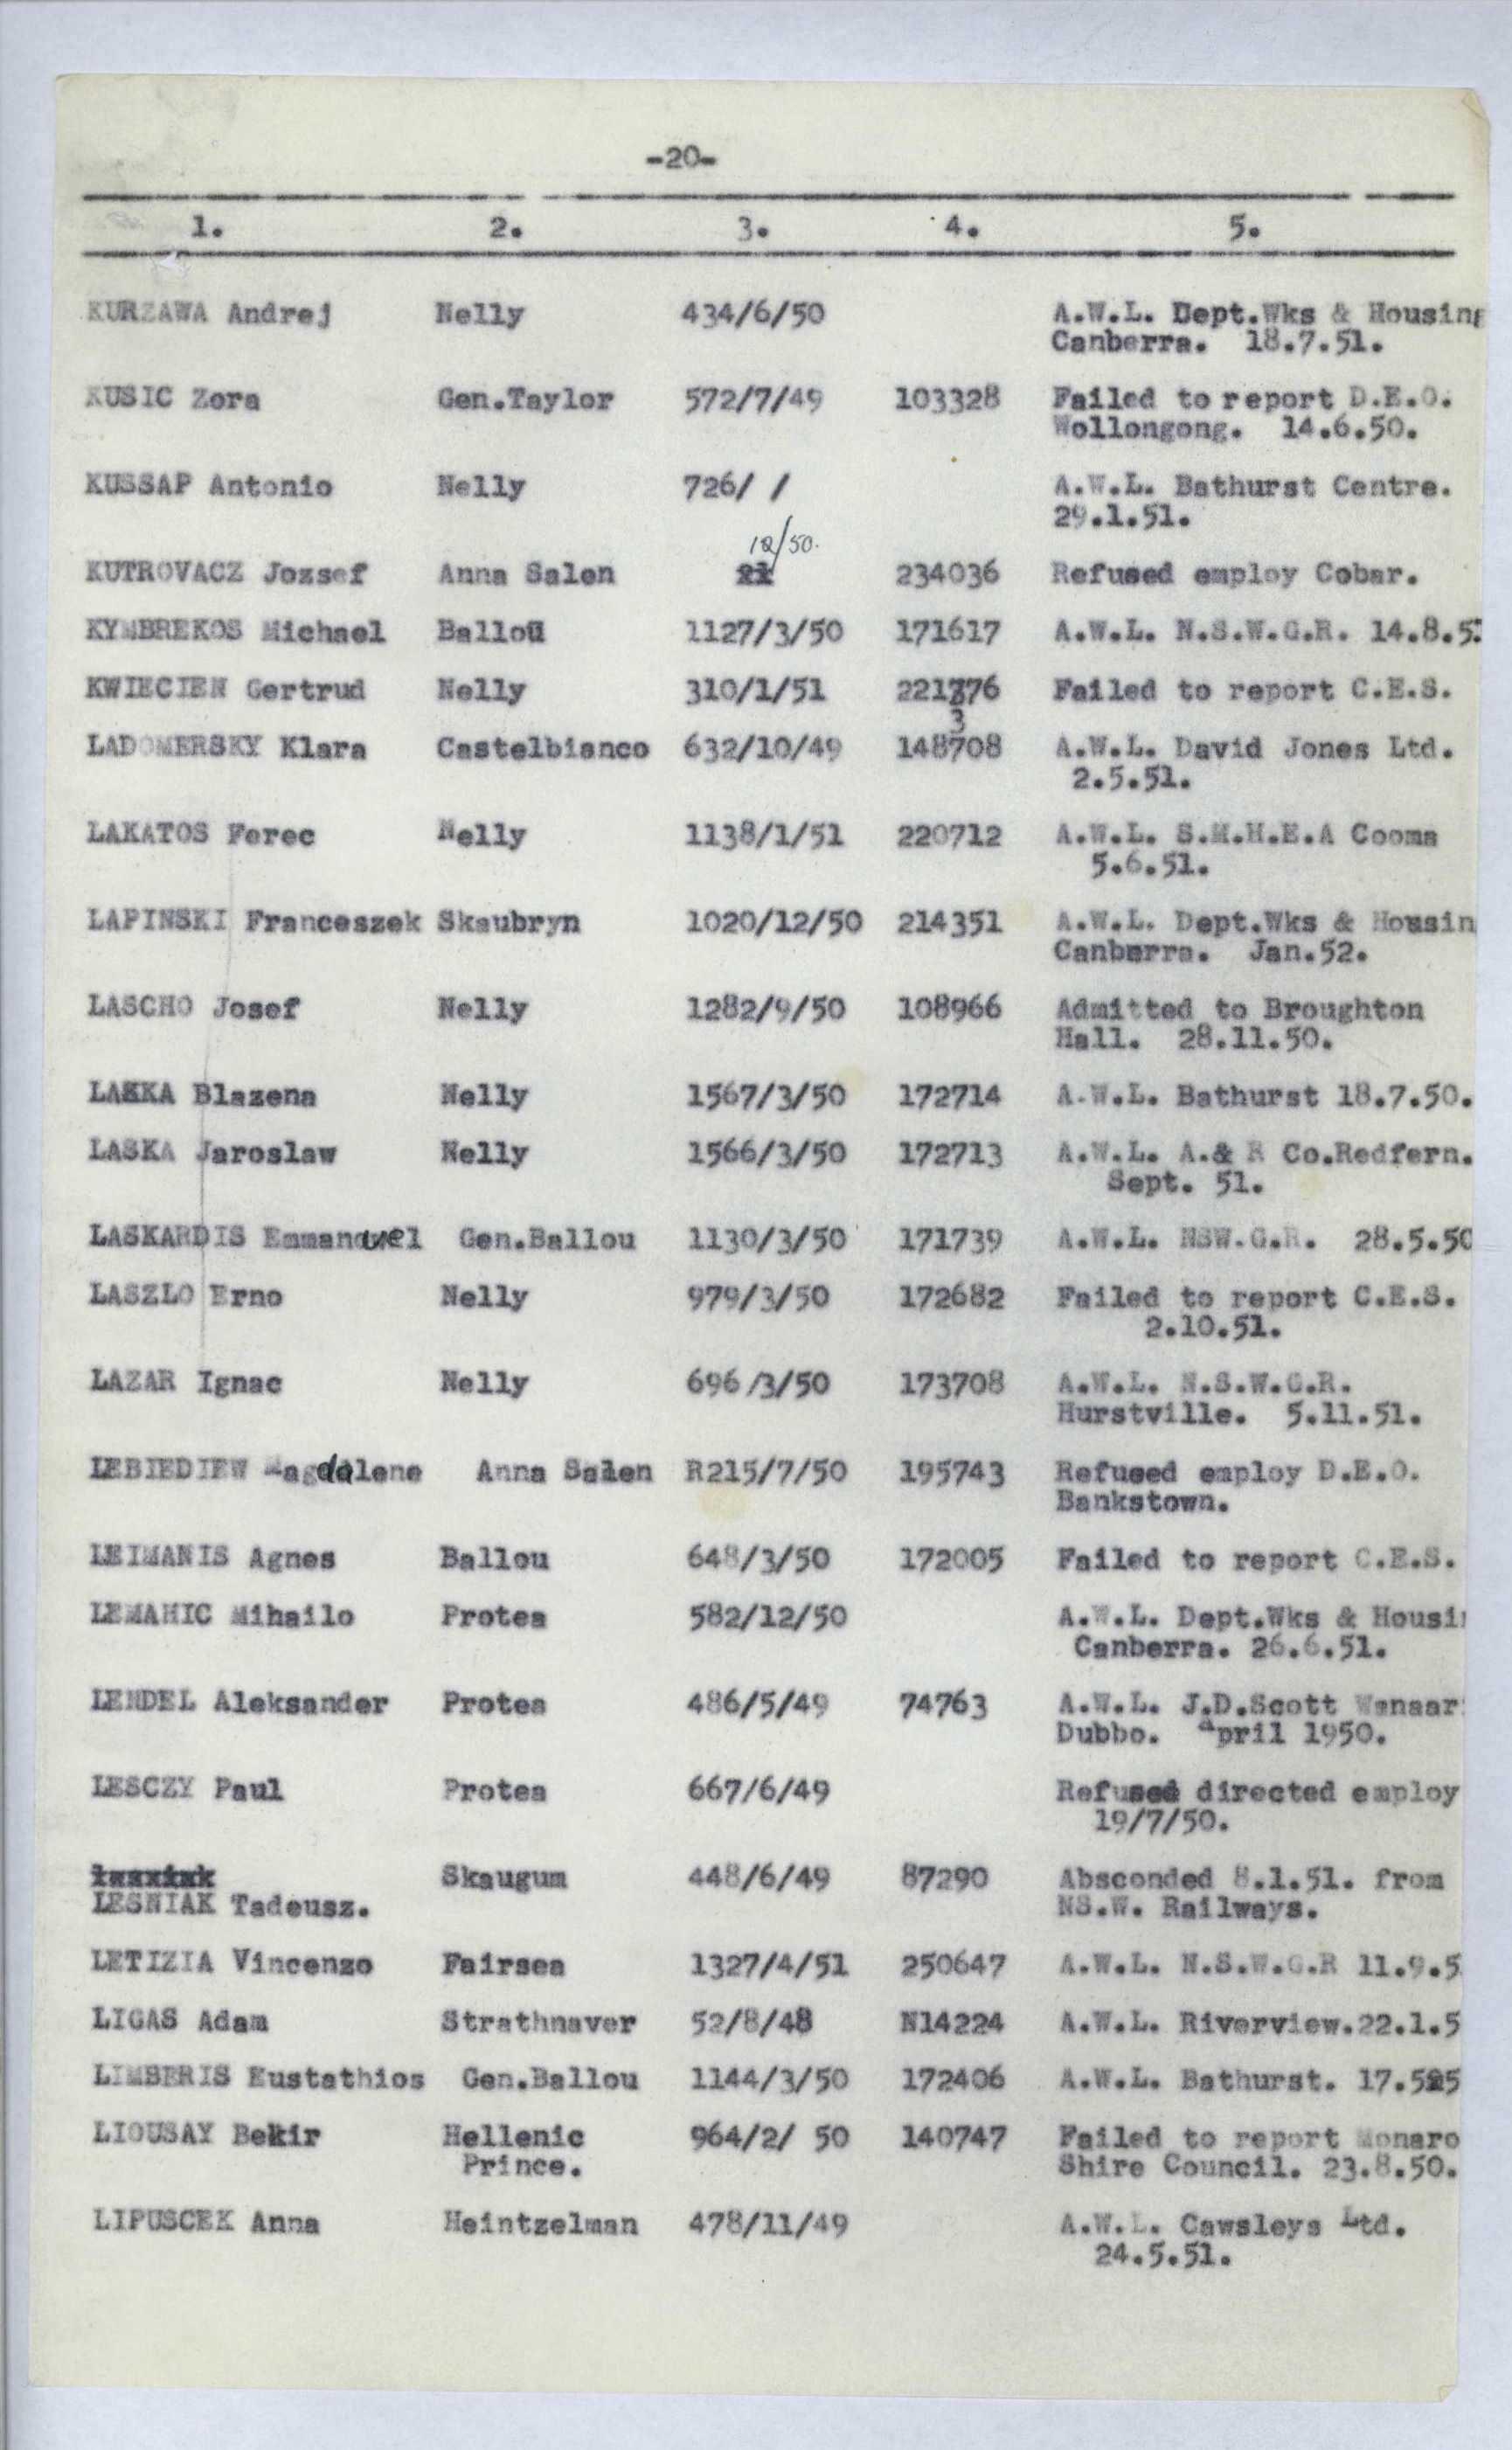 -20-
1. 2. 3. 4. 5.
KURZAWA Andrej Nelly 434/6/50 A.W.L. Dept.Wks & Housing
Canberra. 18.7.51.
KUSIC Zora Gen.Taylor 572/7/49 103328 Failed to report D.E.O.
Wollongong. 14.6.50.
KUSSAP Antonio Nelly 726/ / A.W.L. Bathurst Centre.
29.1.51.
12/50.
KUTROVACZ Jozsef Anna Salen 21 234036 Refused employ Cobar.
KYMBREKOS Michael Ballou 1127/3/50 171617 A.W.L. N.S.W.G.R. 14.8.5
KWIECIEN Gertrud Nelly 310/1/51 221776 Failed to report C.E.S.
3
LADOMERSKY Klara Castelbianco 632/10/49 148708 A.W.L. David Jones Ltd.
2.5.51.
LAKATOS Ferec Nelly 1138/1/51 220712 A.W.L. S.M.H.E.A Cooma
5.6.51.
LAPINSKI Franceszek Skaubryn 1020/12/50 214351 A.W.L. Dept.Wks & Housin
Canberra. Jan.52.
LASCHO Josef Nelly 1282/9/50 108966 Admitted to Broughton
Hall. 28.11.50.
LASKA Blazena Nelly 1567/3/50 172714 A.W.L. Bathurst 18.7.50.
LASKA Jaroslaw Nelly 1566/3/50 172713 A.W.L. A.& R Co.Redfern.
Sept. 51.
LASKARDIS Emmanuel Gen.Ballou 1130/3/50 171739 A.W.L. NSW.G.R. 28.5.50
LASZLO Erno Nelly 979/3/50 172682 Failed to report C.E.S.
2.10.51.
LAZAR Ignac Nelly 696/3/50 173708 A.W.L. N.S.W.G.R.
Hurstville. 5.11.51.
LEBIEDIEW Magdalene Anna Salen R215/7/50 195743 Refused employ D.E.O.
Bankstown.
LEIMANIS Agnes Ballou 648/3/50 172005 Failed to report C.E.S.
LEMAHIC Mihailo Protea 582/12/50 A.W.L. Dept.Wks & Housi
Canberra. 26.6.51.
LENDEL Aleksander Protea 486/5/49 74763 A.W.L. J.D.Scott Wanaar
Dubbo. April 1950.
LESCZY Paul Protea 667/6/49 Refused directed employ
19/7/50.
Skaugum 448/6/49 87290 Absconded 8.1.51. from
LESNIAK Tadeusz. NS.W. Railways.
LETIZIA Vincenzo Fairsea 1327/4/51 250647 A.W.L. N.S.W.G.R 11.9.5
LIGAS Adam Strathnaver 52/8/48 N14224 A.W.L. Riverview.22.1.5
LIMBERIS Eustathios Gen.Ballou 1144/3/50 172406 A.W.L. Bathurst.
LIOUSAY Bekir Hellenic 964/2/ 50 140747 Failed to report Monaro
Prince. Shire Council. 23.8.50.
LIPUSCEK Anna Heintzelman 478/11/49 A.W.L. Cawsleys Ltd.
24.5.51.